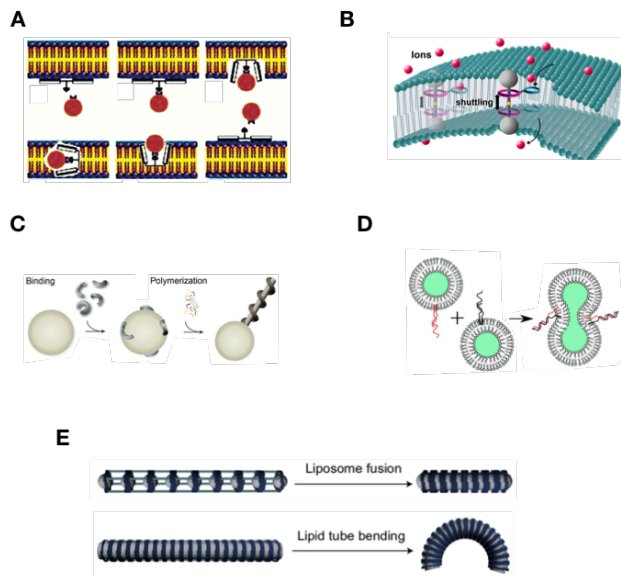 A
B
Ions
shuttling
C
D
Binding
Polymerization
E
Liposome fusion
Lipid tube bending